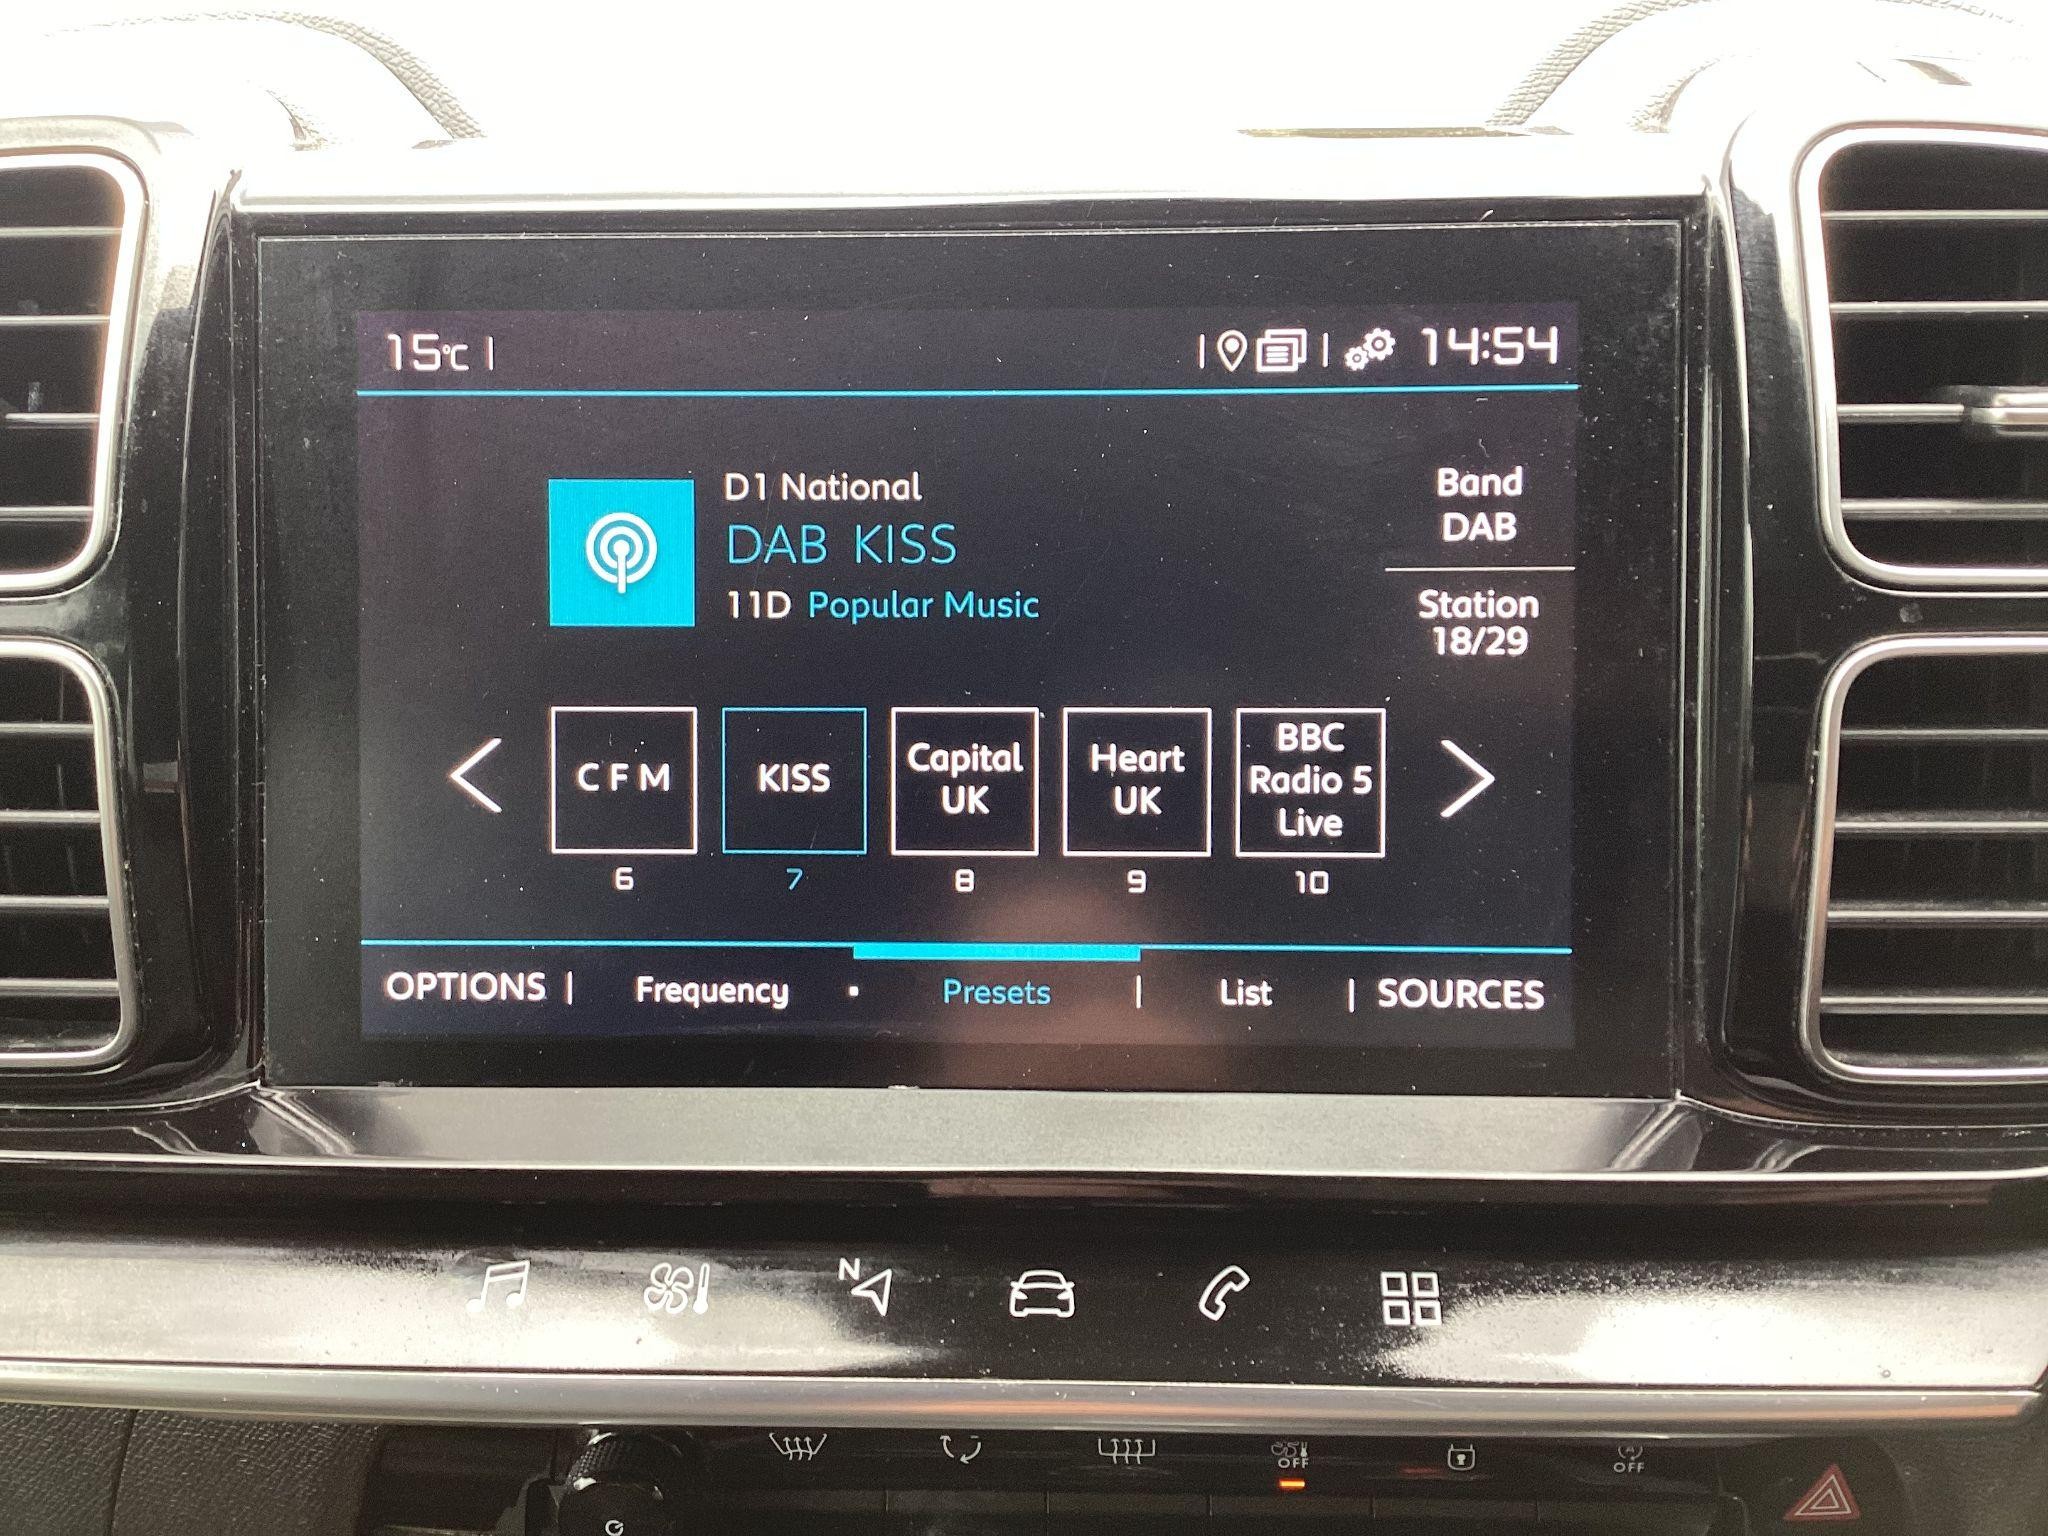 15°C |
14:54
D1 National
DAB KISS
11D Popular Music
Band
DAB
Station
18/29
C F M
KISS
Capital
UK
Heart
UK
BBC
Radio 5
Live
6 7 8 9 10
OPTIONS | Frequency Presets | List | SOURCES
N
OFF
A
OFF